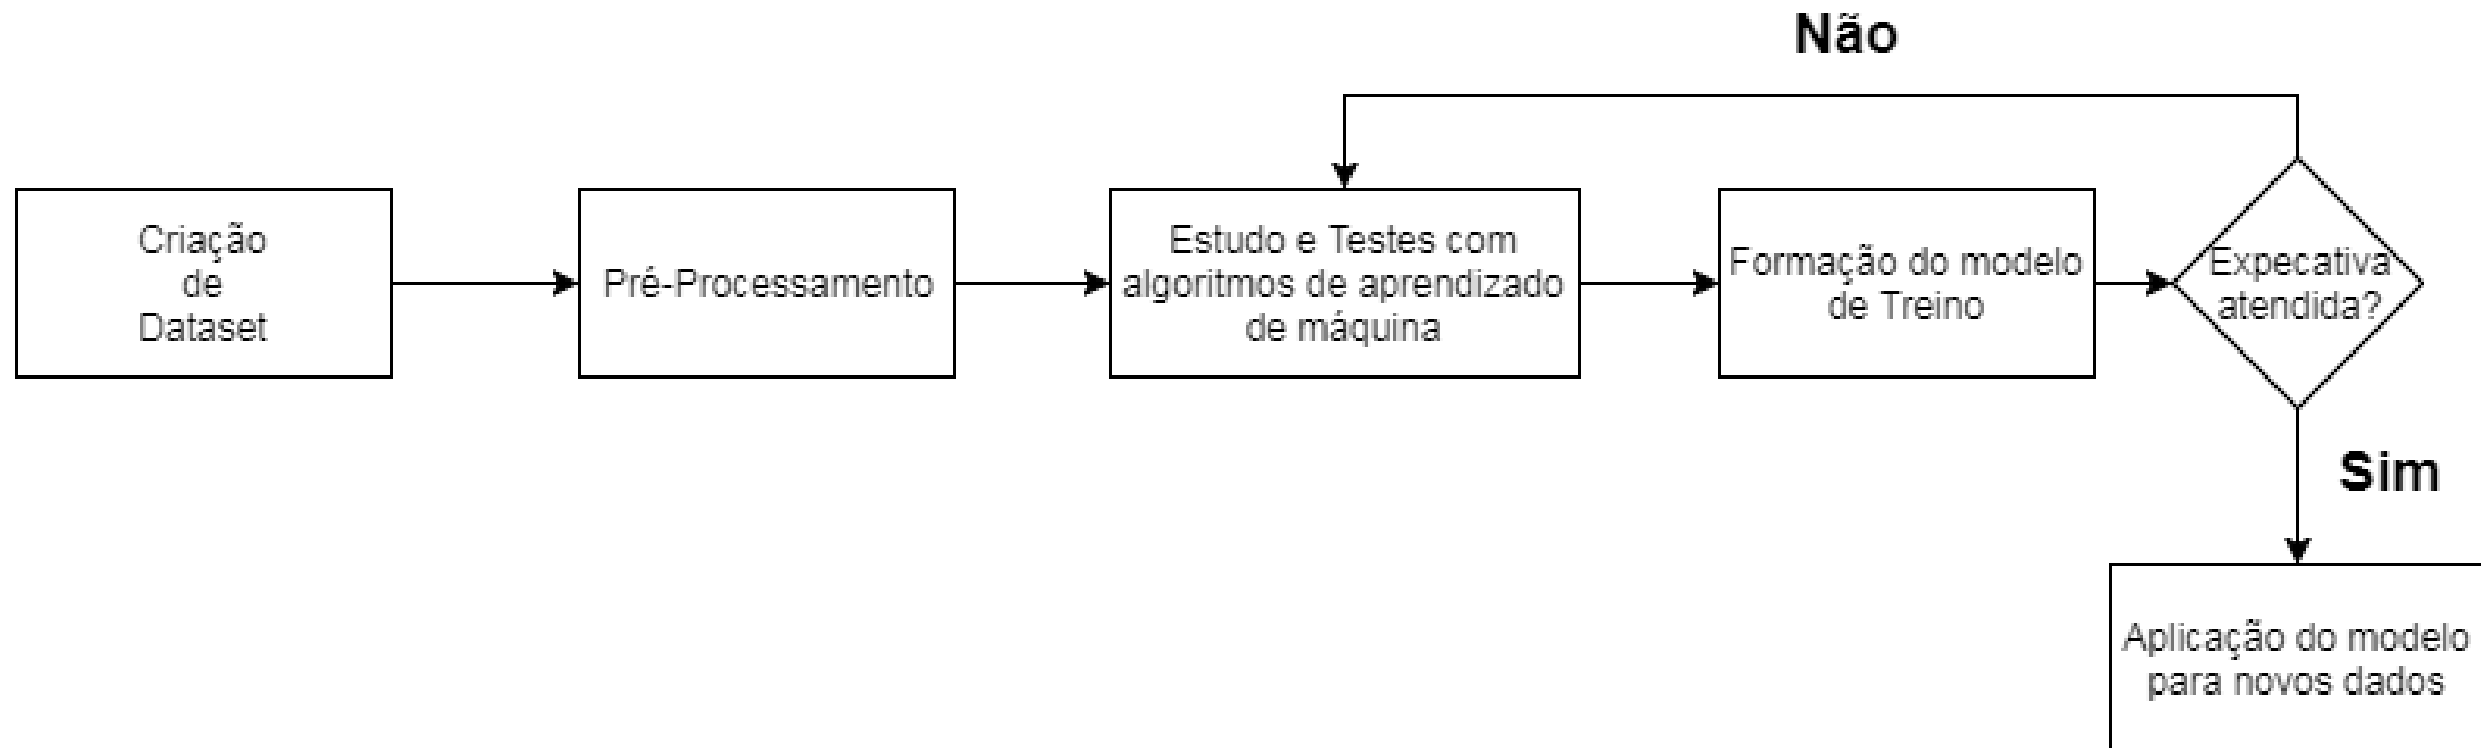 Não
Criação
de
Dataset
Pré-Processamento
Estudo e Testes com
algoritmos de aprendizado
de máquina
Formação do modelo
de Treino
Expecativa
atendida?
Sim
Aplicação do modelo
para novos dados